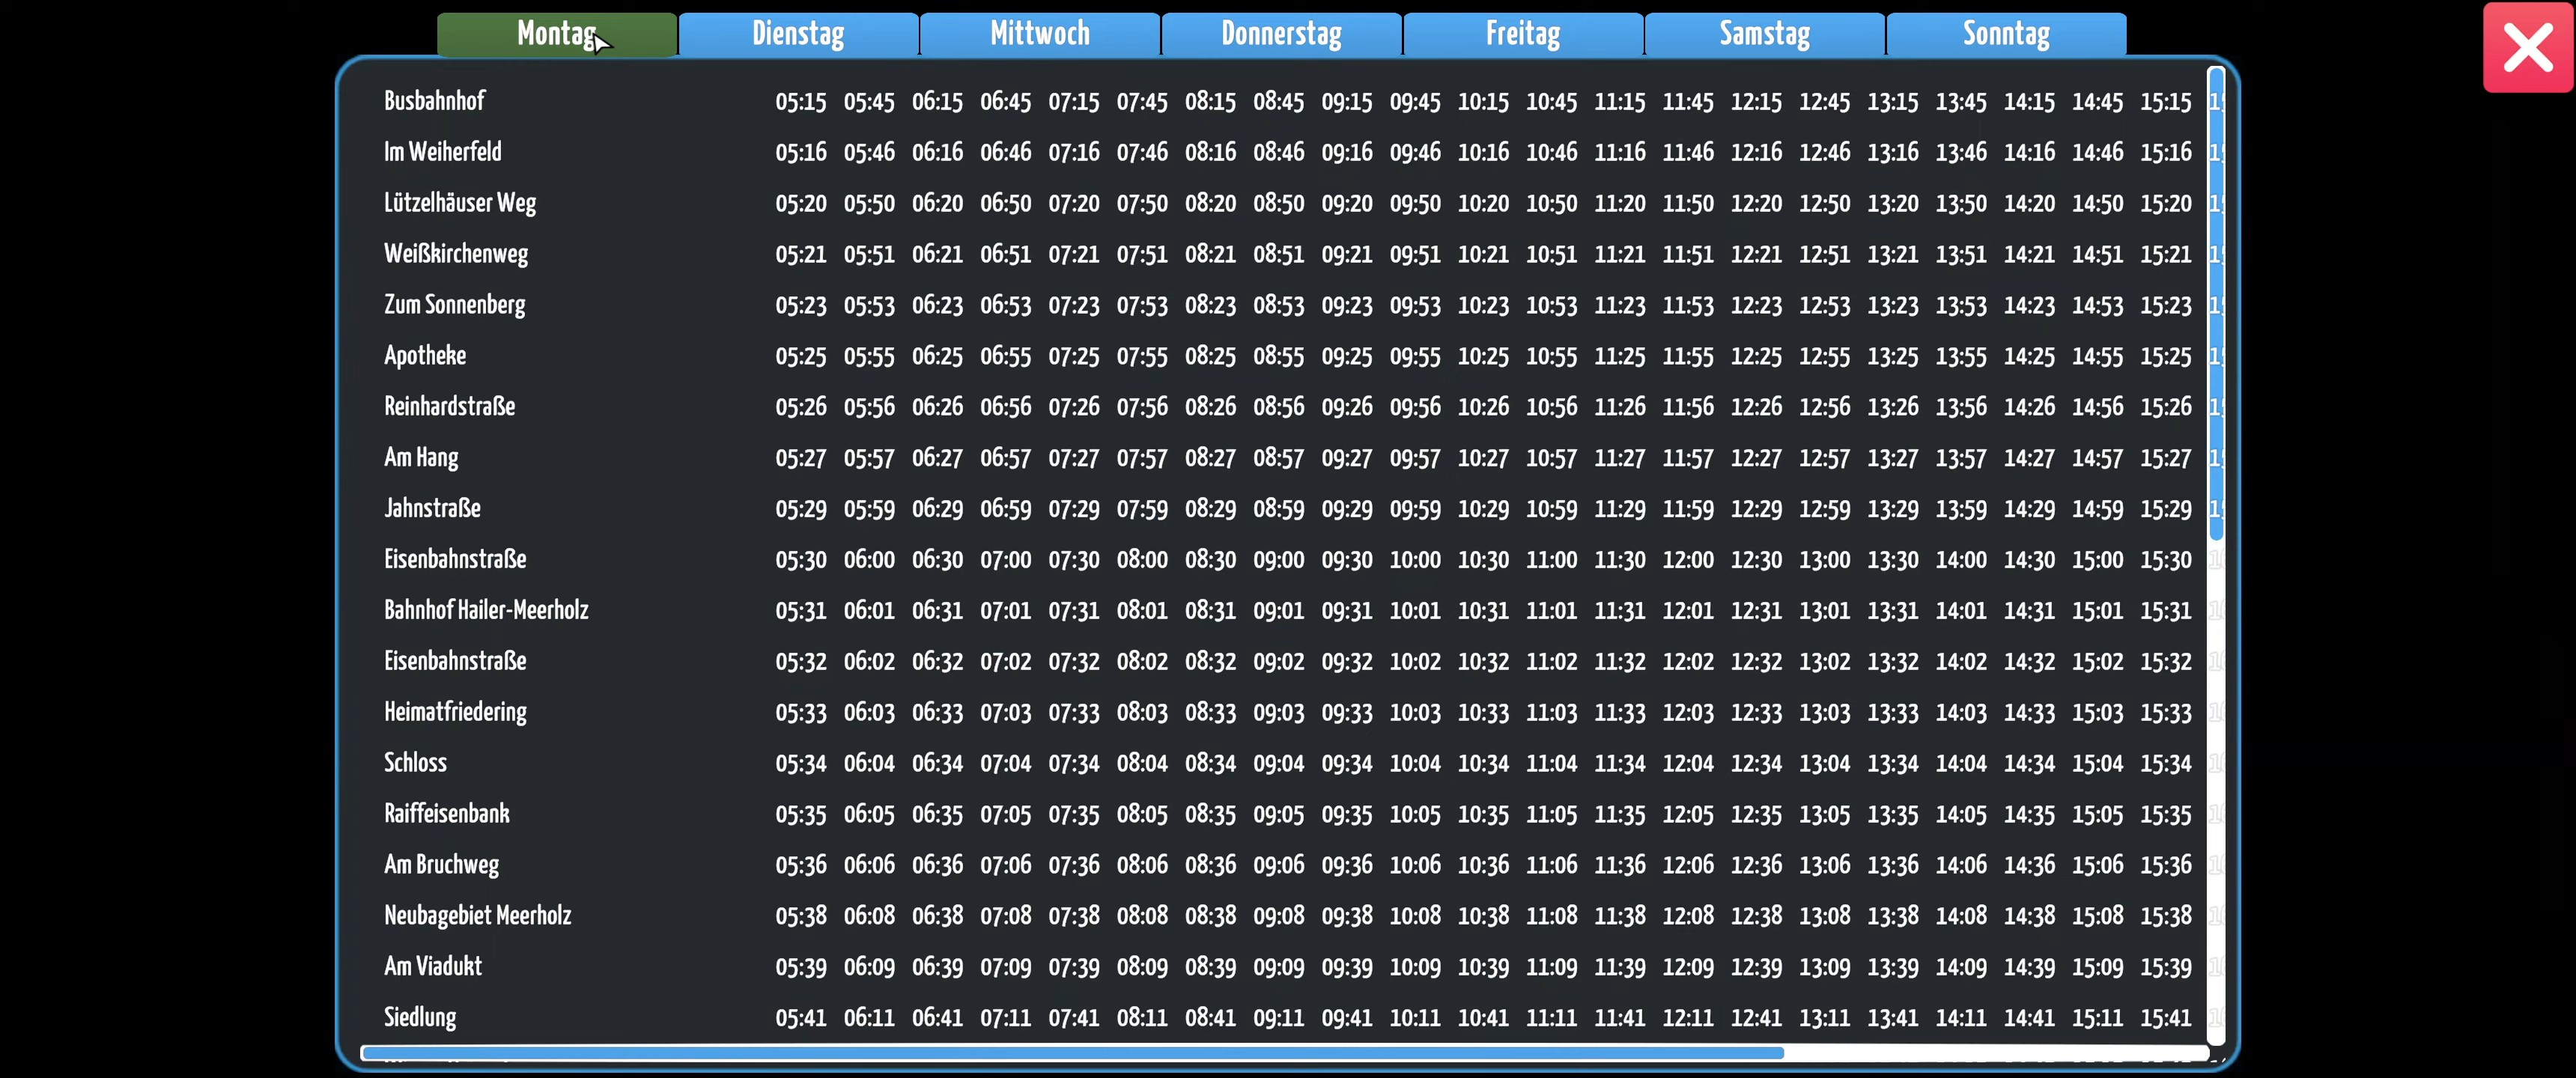 Montag Dienstag Mittwoch Donnerstag Freitag Samstag Sonntag
Busbahnhof 05:15 05:45 06:15 06:45 07:15 07:45 08:15 08:45 09:15 09:45 10:15 10:45 11:15 11:45 12:15 12:45 13:15 13:45 14:15 14:45 15:15
Im Weiherfeld 05:16 05:46 06:16 06:46 07:16 07:46 08:16 08:46 09:16 09:46 10:16 10:46 11:16 11:46 12:16 12:46 13:16 13:46 14:16 14:46 15:16
Lützelhäuser Weg 05:20 05:50 06:20 06:50 07:20 07:50 08:20 08:50 09:20 09:50 10:20 10:50 11:20 11:50 12:20 12:50 13:20 13:50 14:20 14:50 15:20
Weißkirchenweg 05:21 05:51 06:21 06:51 07:21 07:51 08:21 08:51 09:21 09:51 10:21 10:51 11:21 11:51 12:21 12:51 13:21 13:51 14:21 14:51 15:21
Zum Sonnenberg 05:23 05:53 06:23 06:53 07:23 07:53 08:23 08:53 09:23 09:53 10:23 10:53 11:23 11:53 12:23 12:53 13:23 13:53 14:23 14:53 15:23
Apotheke 05:25 05:55 06:25 06:55 07:25 07:55 08:25 08:55 09:25 09:55 10:25 10:55 11:25 11:55 12:25 12:55 13:25 13:55 14:25 14:55 15:25
Reinhardstraße 05:26 05:56 06:26 06:56 07:26 07:56 08:26 08:56 09:26 09:56 10:26 10:56 11:26 11:56 12:26 12:56 13:26 13:56 14:26 14:56 15:26
Am Hang 05:27 05:57 06:27 06:57 07:27 07:57 08:27 08:57 09:27 09:57 10:27 10:57 11:27 11:57 12:27 12:57 13:27 13:57 14:27 14:57 15:27
Jahnstraße 05:29 05:59 06:29 06:59 07:29 07:59 08:29 08:59 09:29 09:59 10:29 10:59 11:29 11:59 12:29 12:59 13:29 13:59 14:29 14:59 15:29
Eisenbahnstraße 05:30 06:00 06:30 07:00 07:30 08:00 08:30 09:00 09:30 10:00 10:30 11:00 11:30 12:00 12:30 13:00 13:30 14:00 14:30 15:00 15:30
Bahnhof Hailer-Meerholz 05:31 06:01 06:31 07:01 07:31 08:01 08:31 09:01 09:31 10:01 10:31 11:01 11:31 12:01 12:31 13:01 13:31 14:01 14:31 15:01 15:31
Eisenbahnstraße 05:32 06:02 06:32 07:02 07:32 08:02 08:32 09:02 09:32 10:02 10:32 11:02 11:32 12:02 12:32 13:02 13:32 14:02 14:32 15:02 15:32
Heimatfriedering 05:33 06:03 06:33 07:03 07:33 08:03 08:33 09:03 09:33 10:03 10:33 11:03 11:33 12:03 12:33 13:03 13:33 14:03 14:33 15:03 15:33
Schloss 05:34 06:04 06:34 07:04 07:34 08:04 08:34 09:04 09:34 10:04 10:34 11:04 11:34 12:04 12:34 13:04 13:34 14:04 14:34 15:04 15:34
Raiffeisenbank 05:35 06:05 06:35 07:05 07:35 08:05 08:35 09:05 09:35 10:05 10:35 11:05 11:35 12:05 12:35 13:05 13:35 14:05 14:35 15:05 15:35
Am Bruchweg 05:36 06:06 06:36 07:06 07:36 08:06 08:36 09:06 09:36 10:06 10:36 11:06 11:36 12:06 12:36 13:06 13:36 14:06 14:36 15:06 15:36
Neubagebiet Meerholz 05:38 06:08 06:38 07:08 07:38 08:08 08:38 09:08 09:38 10:08 10:38 11:08 11:38 12:08 12:38 13:08 13:38 14:08 14:38 15:08 15:38
Am Viadukt 05:39 06:09 06:39 07:09 07:39 08:09 08:39 09:09 09:39 10:09 10:39 11:09 11:39 12:09 12:39 13:09 13:39 14:09 14:39 15:09 15:39
Siedlung 05:41 06:11 06:41 07:11 07:41 08:11 08:41 09:11 09:41 10:11 10:41 11:11 11:41 12:11 12:41 13:11 13:41 14:11 14:41 15:11 15:41